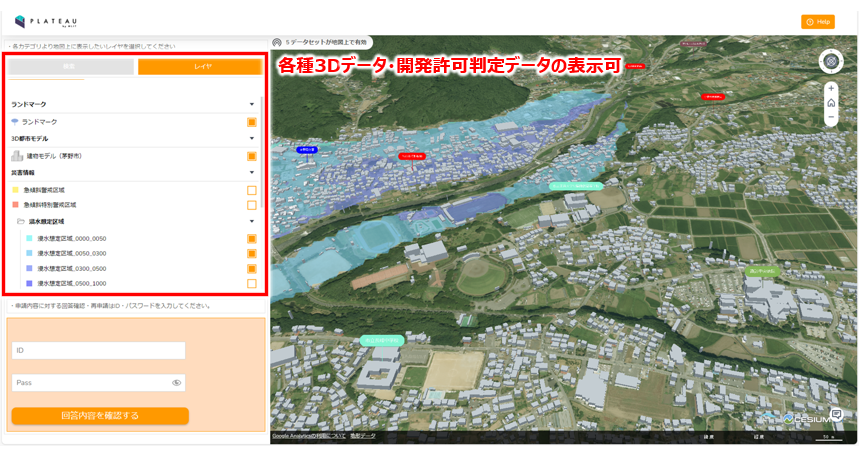 PLATEAU
by MLIT
Help
・各カテゴリより地図上に表示したいレイヤを選択してください
5 データセットが地図上で有効
検索
レイヤ
各種3Dデータ・開発許可判定データの表示可
ランドマーク
ランドマーク
3D都市モデル
建物モデル（茅野市）
災害情報
急傾斜警戒区域
急傾斜特別警戒区域
洪水想定区域
浸水想定区域_0000_0050
浸水想定区域_0050_0300
浸水想定区域_0300_0500
浸水想定区域_0500_1000
・申請内容に対する回答確認・再申請はID・パスワードを入力してください。
ID
Pass
回答内容を確認する
CESIUM
Google Analyticsの利用について
地形データ
緯度
経度
50 m